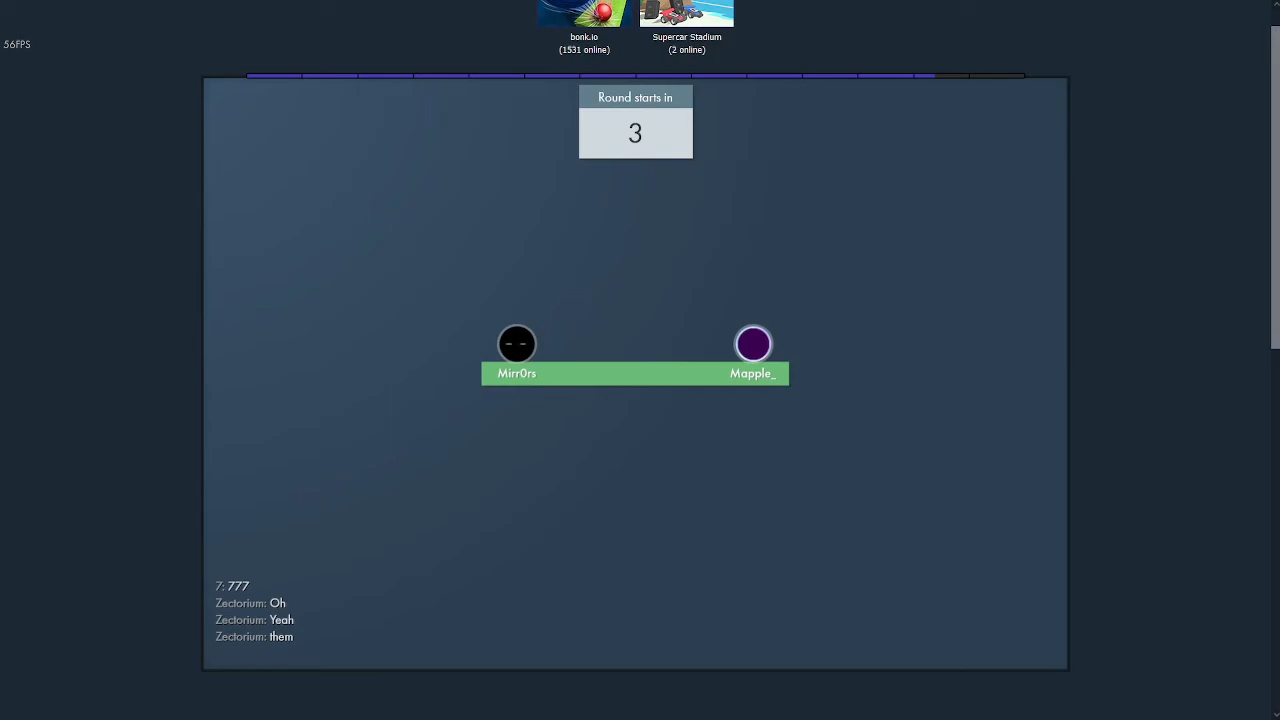 bonk.io
(1531 online)
Supercar Stadium
(2 online)
56FPS
Round starts in
3
Mirr0rs
Mapple_
7: 777
Zectorium: Oh
Zectorium: Yeah
Zectorium: them